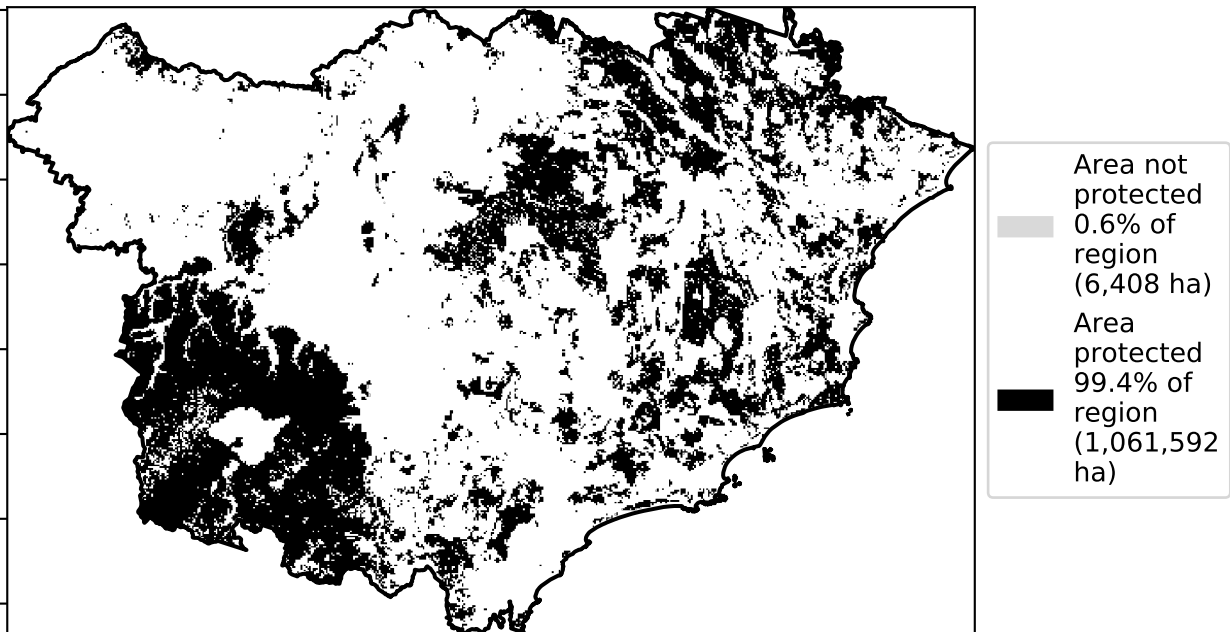 Area not
protected
0.6% of
region
(6,408 ha)
Area
protected
99.4% of
region
(1,061,592
ha)